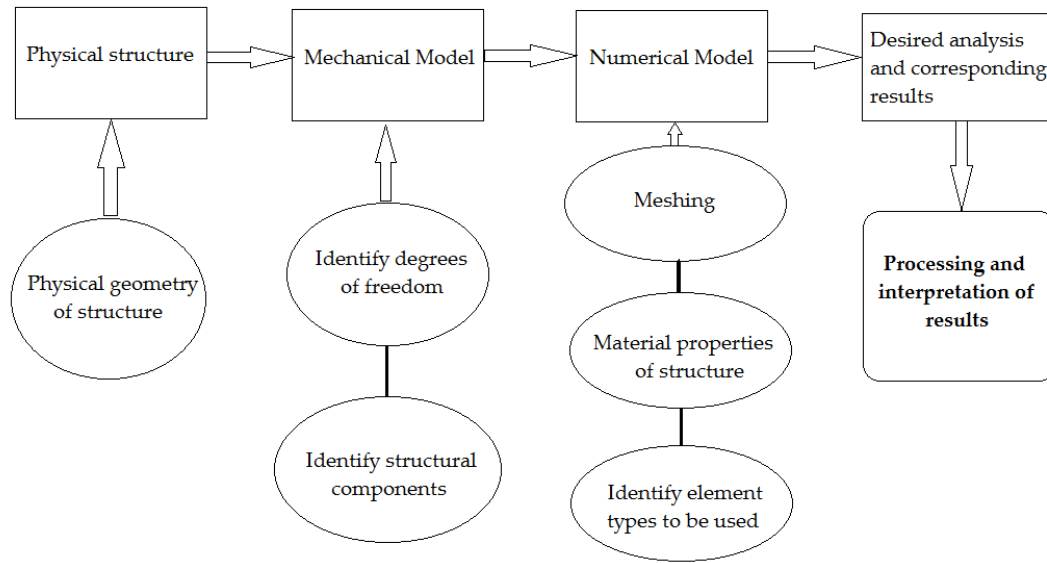 Physical structure
Mechanical Model
Numerical Model
Desired analysis
and corresponding
results
Physical geometry
of structure
Identify degrees
of freedom
Identify structural
components
Meshing
Material properties
of structure
Identify element
types to be used
Processing and
interpretation of
results